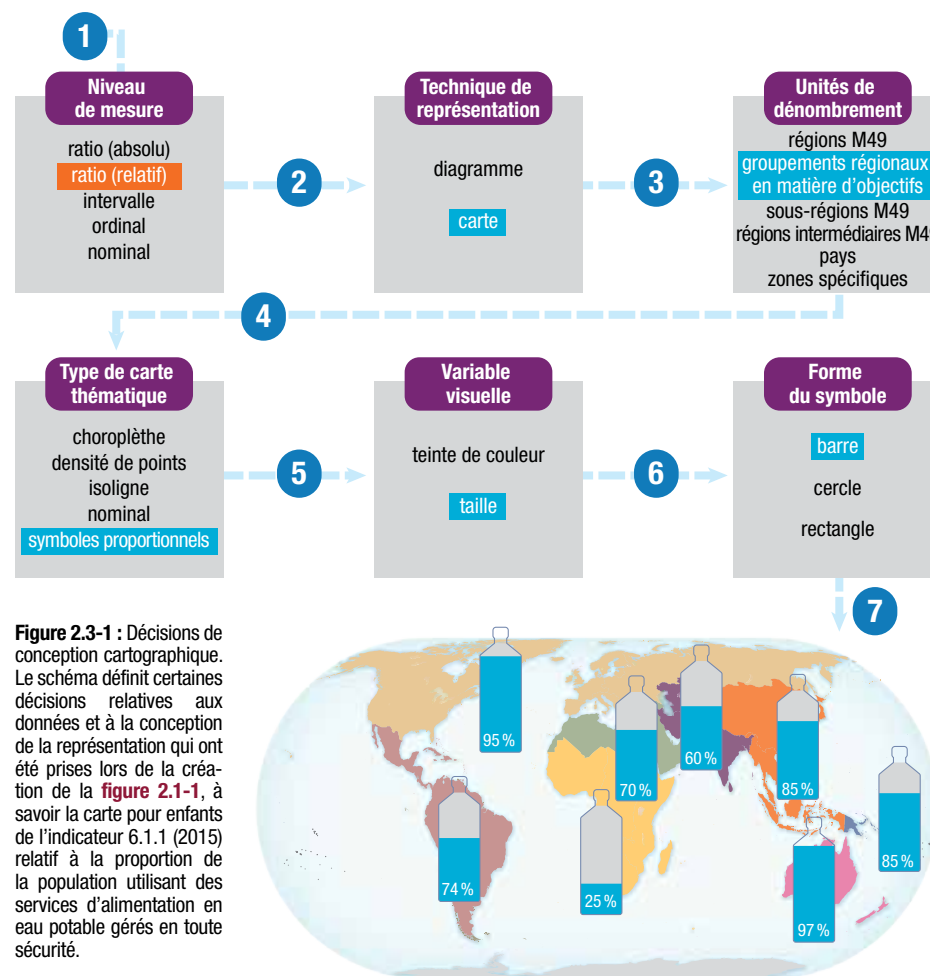 1
Niveau
de mesure
ratio (absolu)
ratio (relatif)
intervalle
ordinal
nominal
2
Technique de
représentation
diagramme
carte
3
Unités de
dénombrement
régions M49
groupements régionaux
en matière d’objectifs
sous-régions M49
régions intermédiaires M49
pays
zones spécifiques
4
Type de carte
thématique
choroplèthe
densité de points
isoligne
nominal
symboles proportionnels
5
Variable
visuelle
teinte de couleur
taille
6
Forme
du symbole
barre
cercle
rectangle
7
Figure 2.3-1 : Décisions de
conception cartographique.
Le schéma définit certaines
décisions relatives aux
données et à la conception
de la représentation qui ont
été prises lors de la créa-
tion de la figure 2.1-1, à
savoir la carte pour enfants
de l’indicateur 6.1.1 (2015)
relatif à la proportion de
la population utilisant des
services d’alimentation en
eau potable gérés en toute
sécurité.
95 %
70 %
60 %
85 %
85 %
74 %
25 %
97 %